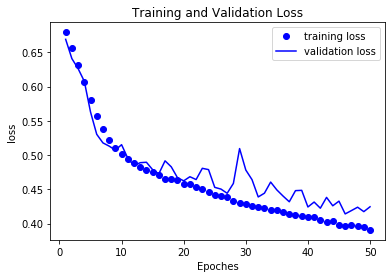 Training and Validation Loss
training loss
validation loss
loss
0.65
0.60
0.55
0.50
0.45
0.40
0 10 20 30 40 50
Epoches